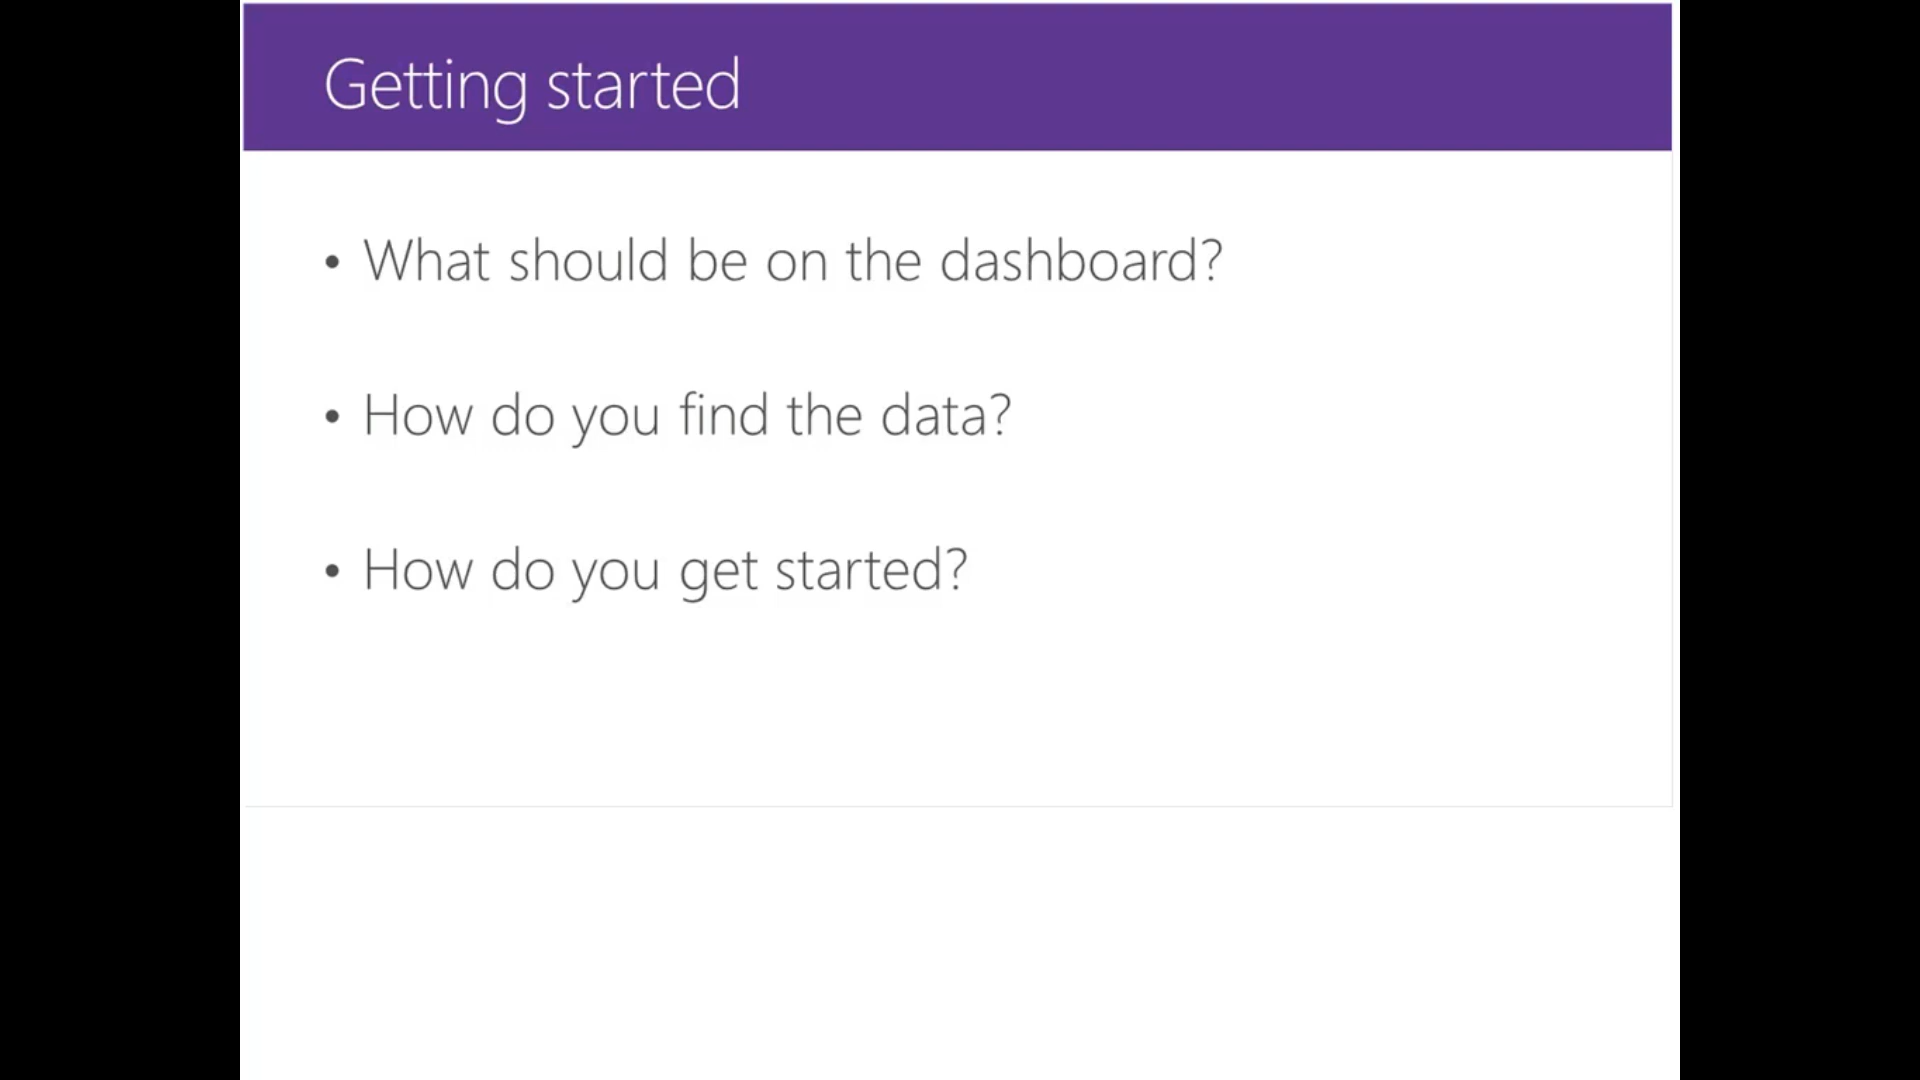 Getting started
• What should be on the dashboard?
• How do you find the data?
• How do you get started?